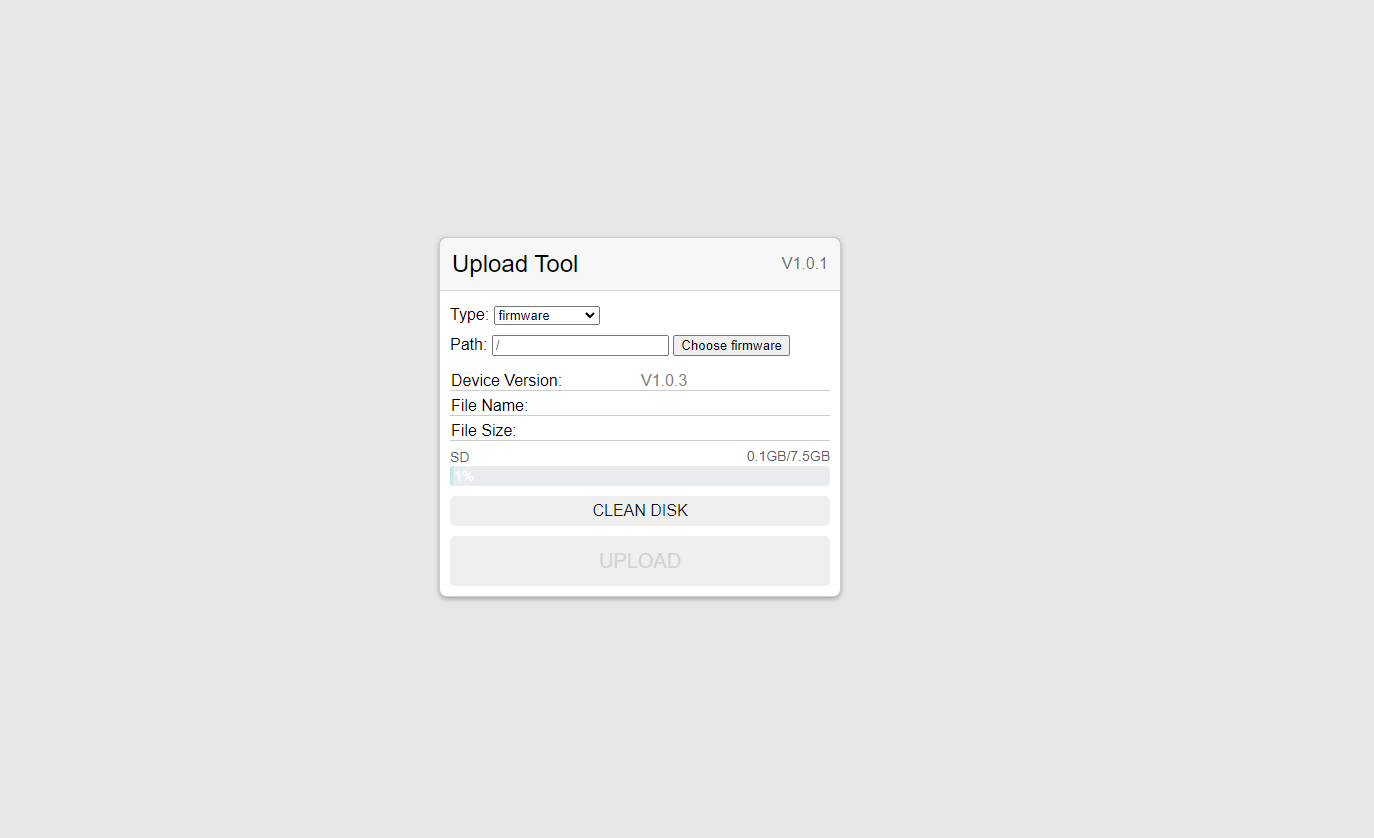 Upload Tool V1.0.1
Type: firmware
Path: / Choose firmware
Device Version: V1.0.3
File Name:
File Size:
SD 0.1GB/7.5GB
1%
CLEAN DISK
UPLOAD